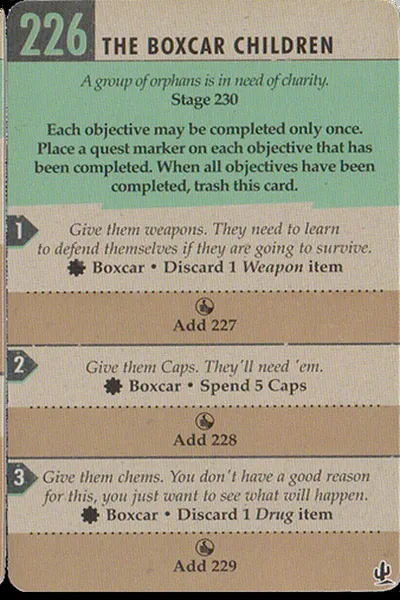 226 THE BOXCAR CHILDREN
A group of orphans is in need of charity.
Stage 230
Each objective may be completed only once.
Place a quest marker on each objective that has
been completed. When all objectives have been
completed, trash this card.
1
Give them weapons. They need to learn
to defend themselves if they are going to survive.
Boxcar • Discard 1 Weapon item
Add 227
2
Give them Caps. They'll need 'em.
Boxcar • Spend 5 Caps
Add 228
3
Give them chems. You don't have a good reason
for this, you just want to see what will happen.
Boxcar • Discard 1 Drug item
Add 229